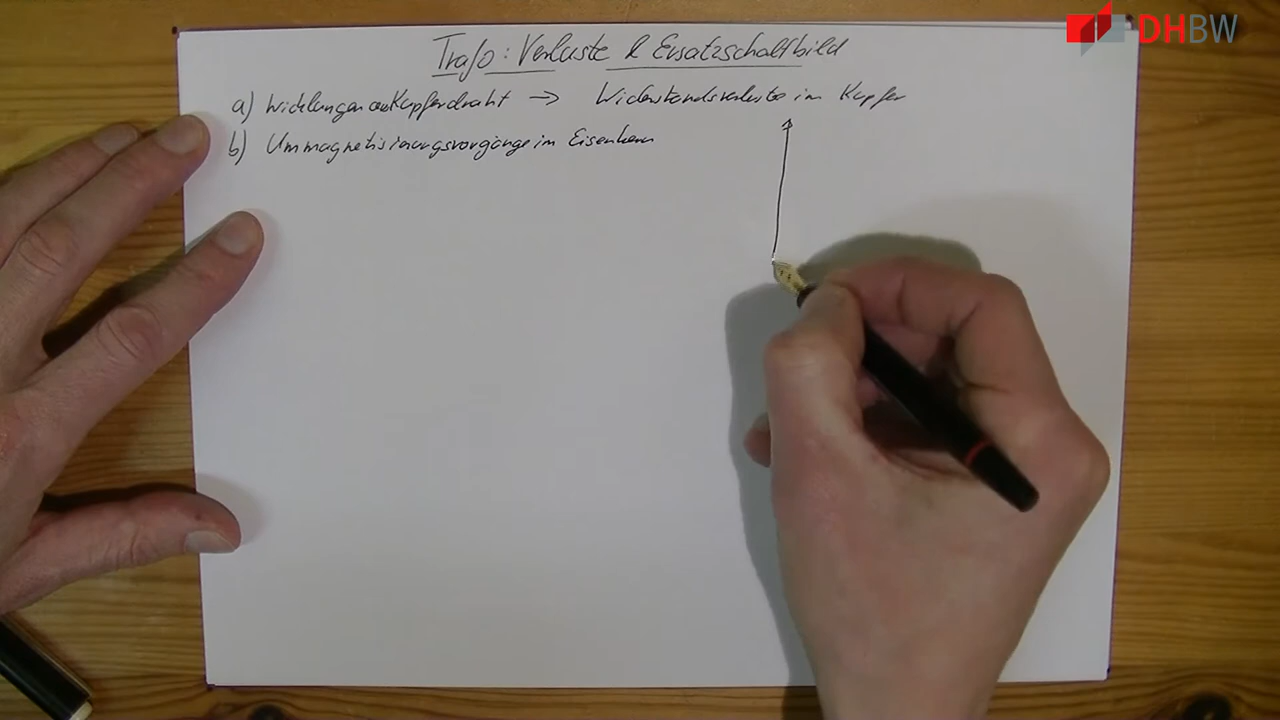 DHBW
Trafo: Verluste & Ersatzschaltbild
a) Wicklungen aus Kupferdraht → Widerstandsverluste im Kupfer
b) Ummagnetisierungsvorgänge im Eisenkern